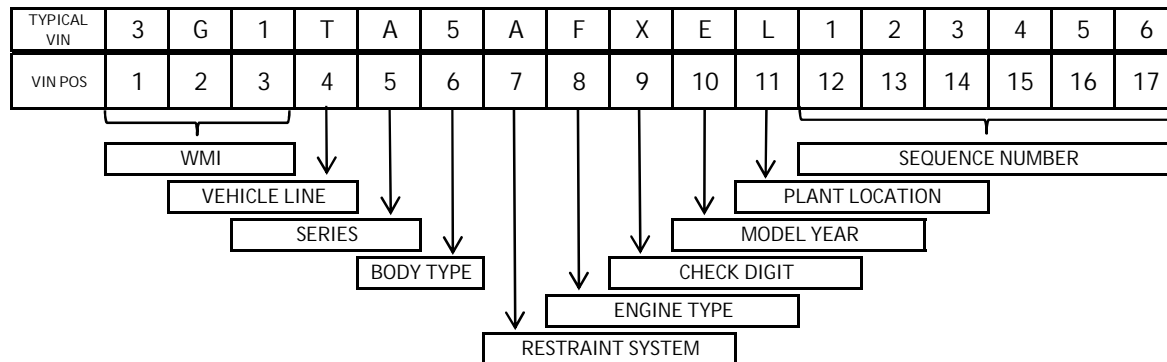 TYPICAL VIN 3 G 1 T A 5 A F X E L 1 2 3 4 5 6
VIN POS 1 2 3 4 5 6 7 8 9 10 11 12 13 14 15 16 17
WMI SEQUENCE NUMBER
VEHICLE LINE PLANT LOCATION
SERIES MODEL YEAR
BODY TYPE CHECK DIGIT
ENGINE TYPE
RESTRAINT SYSTEM